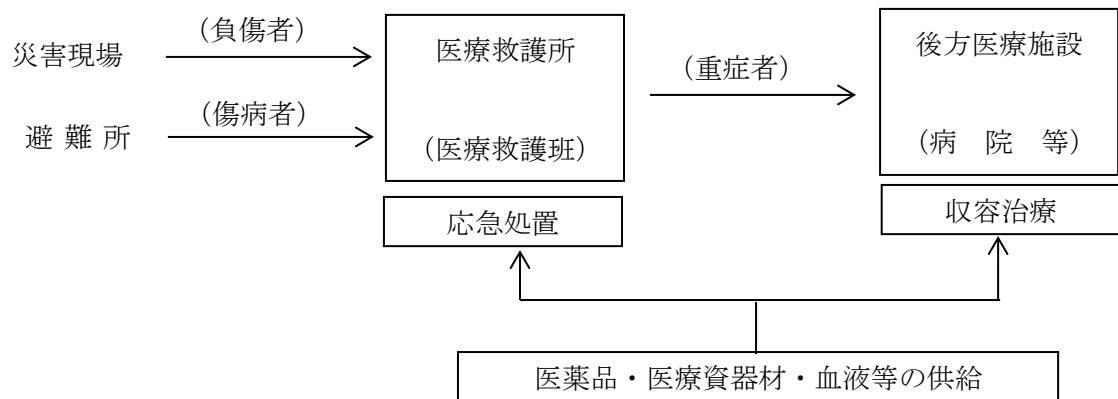 （負傷者）
災害現場
医療救護所
後方医療施設
（重症者）
（傷病者）
避 難 所
（医療救護班）
（病　院　等）
応急処置
収容治療
医薬品・医療資器材・血液等の供給